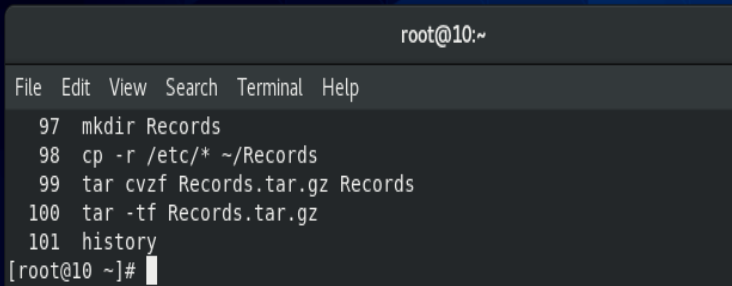 root@10:~
File Edit View Search Terminal Help
97 mkdir Records
98 cp -r /etc/* ~/Records
99 tar cvzf Records.tar.gz Records
100 tar -tf Records.tar.gz
101 history
[root@10 ~]#